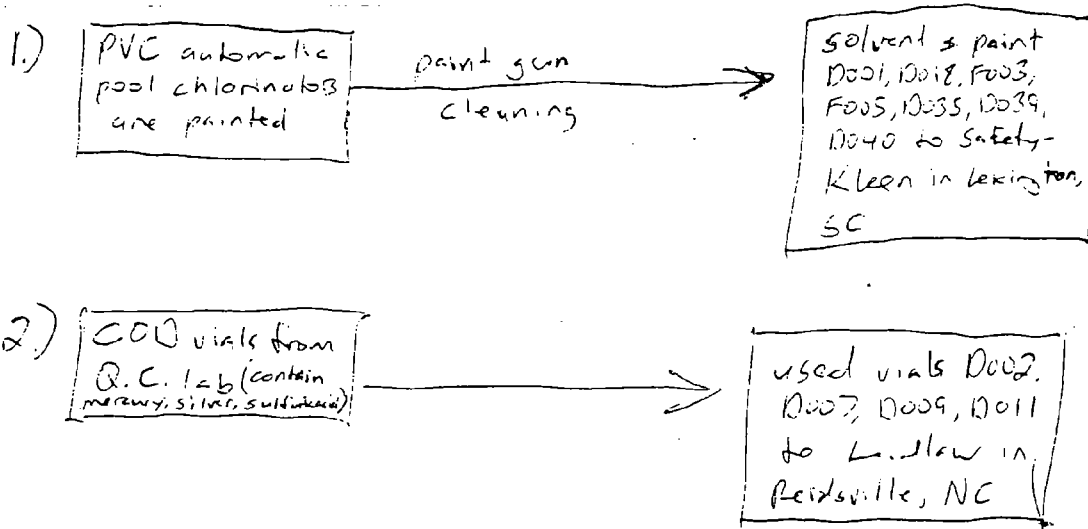 1.)
PVC automatic
pool chlorinators
are painted
paint gun
cleaning
solvent & paint
D001, D018, F003,
F005, D035, D039,
D040 to Safety-
Kleen in Lexington,
SC
2)
COD vials from
Q.C. lab (contain
mercury, silver, sulfuric acid)
used vials D002,
D007, D009, D011
to Laidlaw in
Reidsville, NC